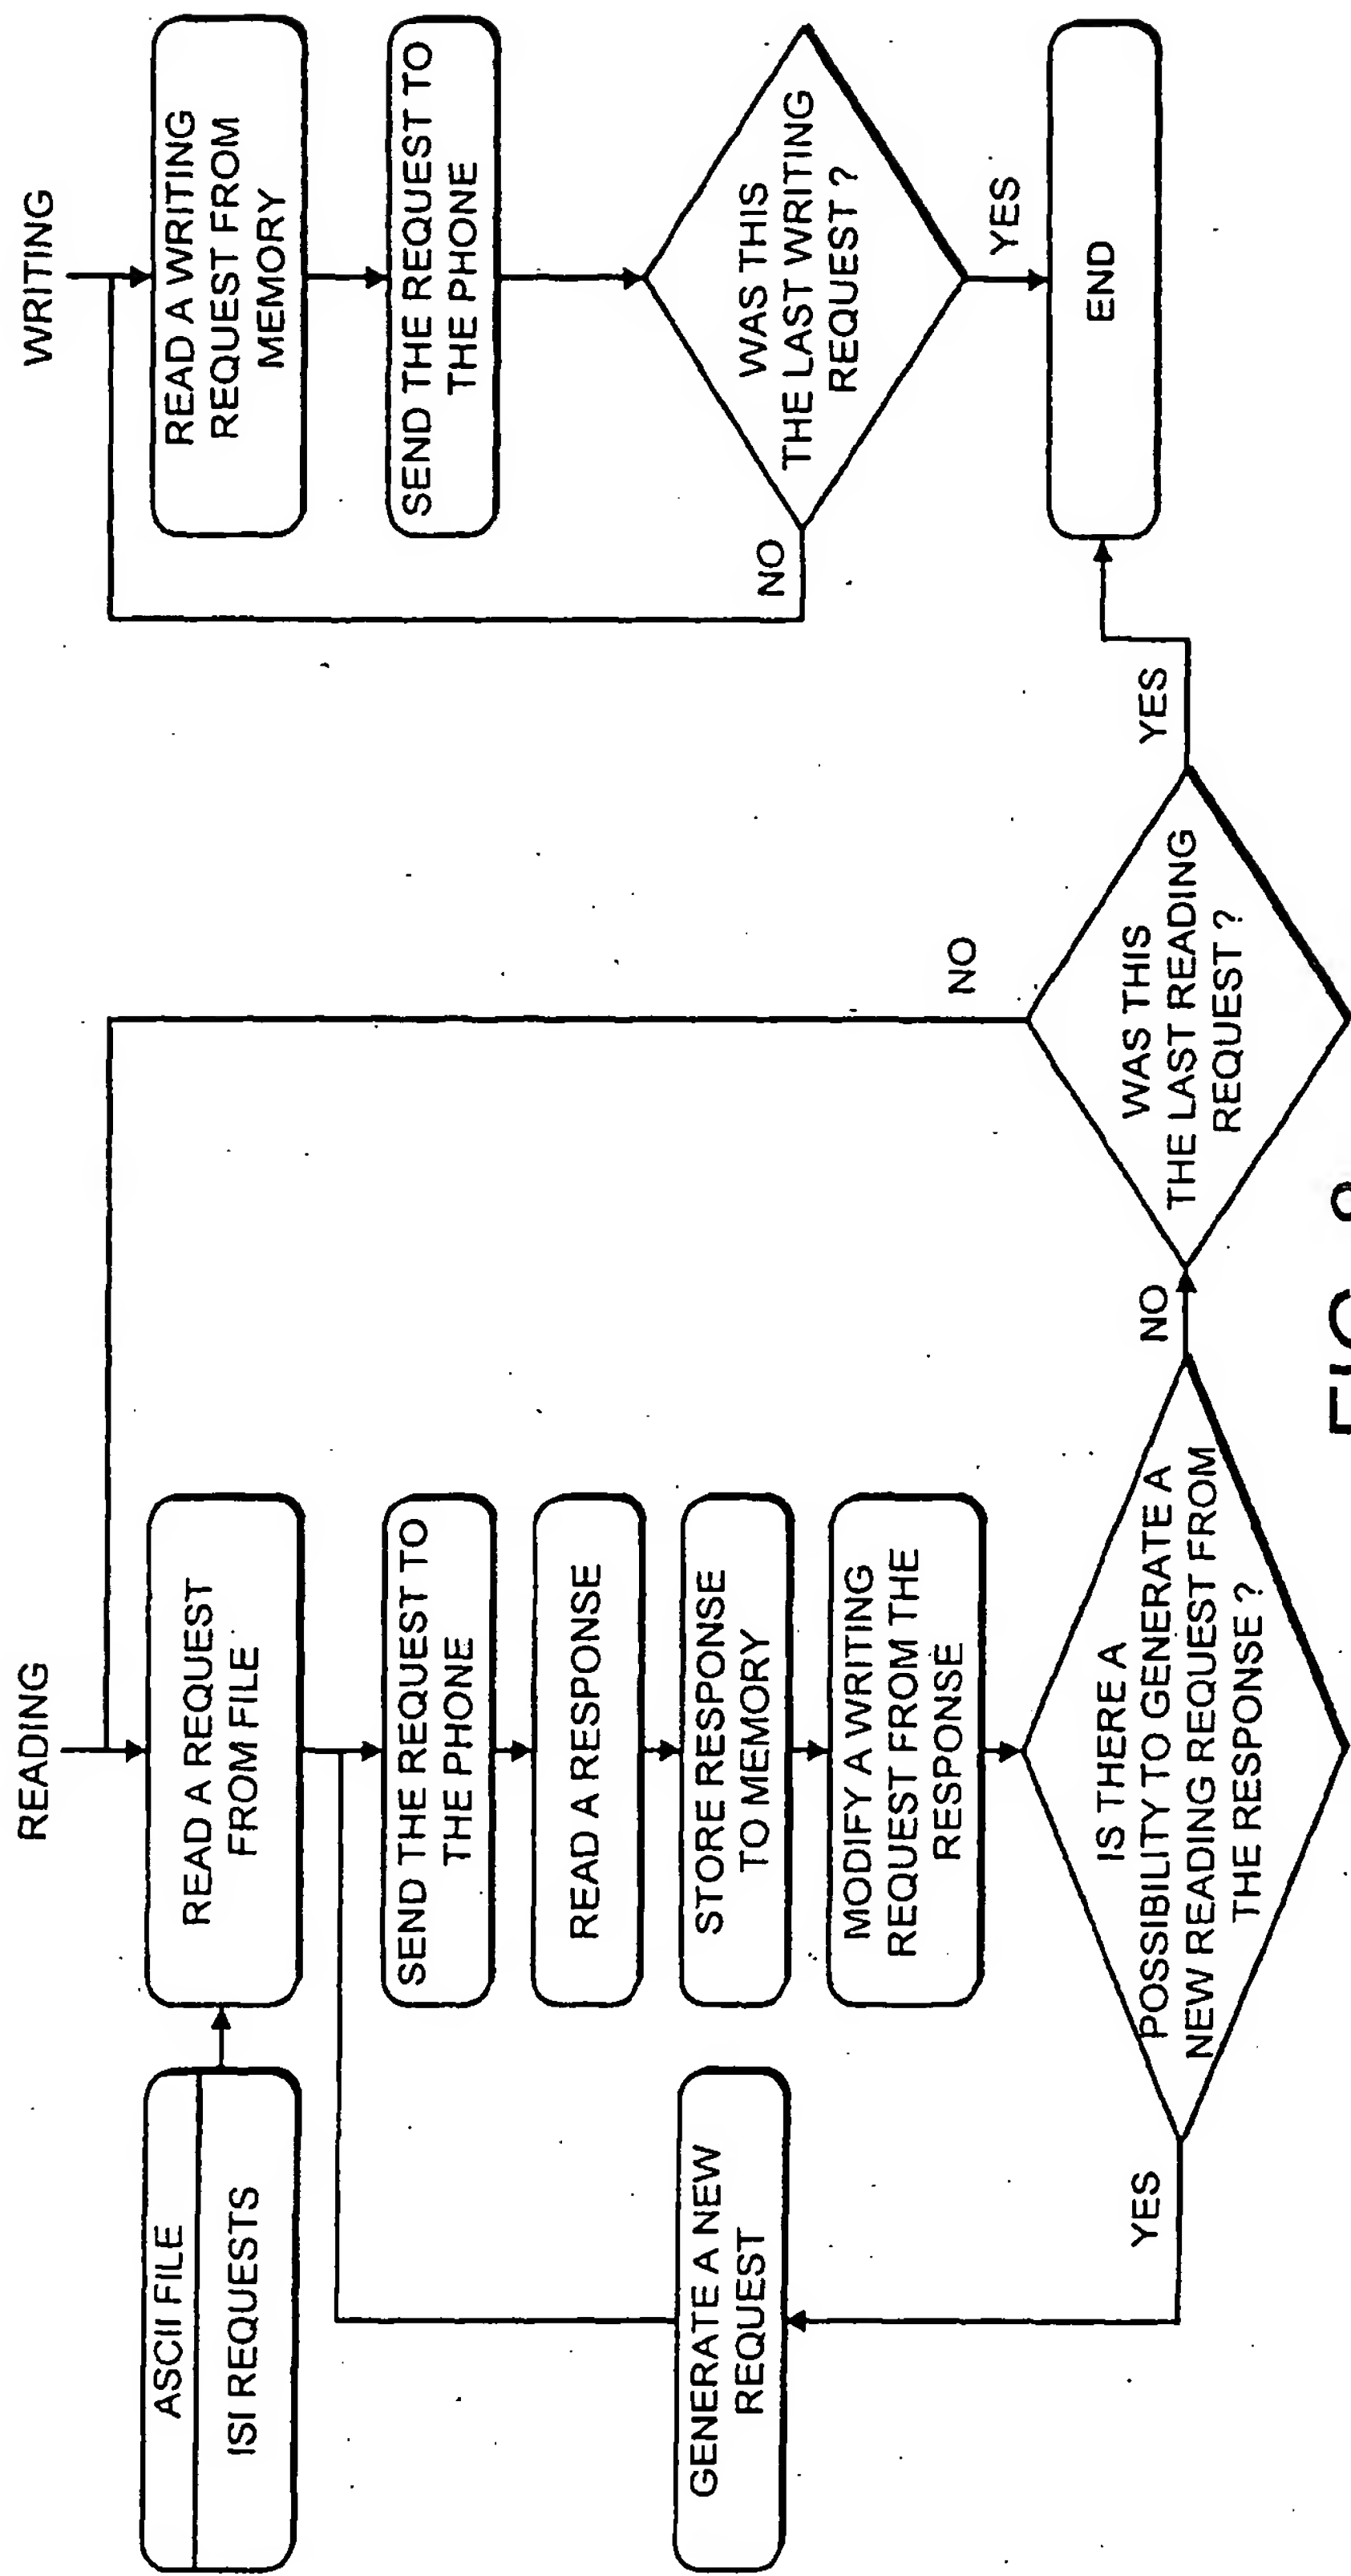 READING
ASCII FILE
ISI REQUESTS
READ A REQUEST
FROM FILE
SEND THE REQUEST TO
THE PHONE
READ A RESPONSE
GENERATE A NEW
REQUEST
STORE RESPONSE
TO MEMORY
MODIFY A WRITING
REQUEST FROM THE
RESPONSE
IS THERE A
POSSIBILITY TO GENERATE A
NEW READING REQUEST FROM
THE RESPONSE ?
YES
NO
WAS THIS
THE LAST READING
REQUEST ?
NO
YES
WRITING
READ A WRITING
REQUEST FROM
MEMORY
SEND THE REQUEST TO
THE PHONE
WAS THIS
THE LAST WRITING
REQUEST ?
NO
YES
END